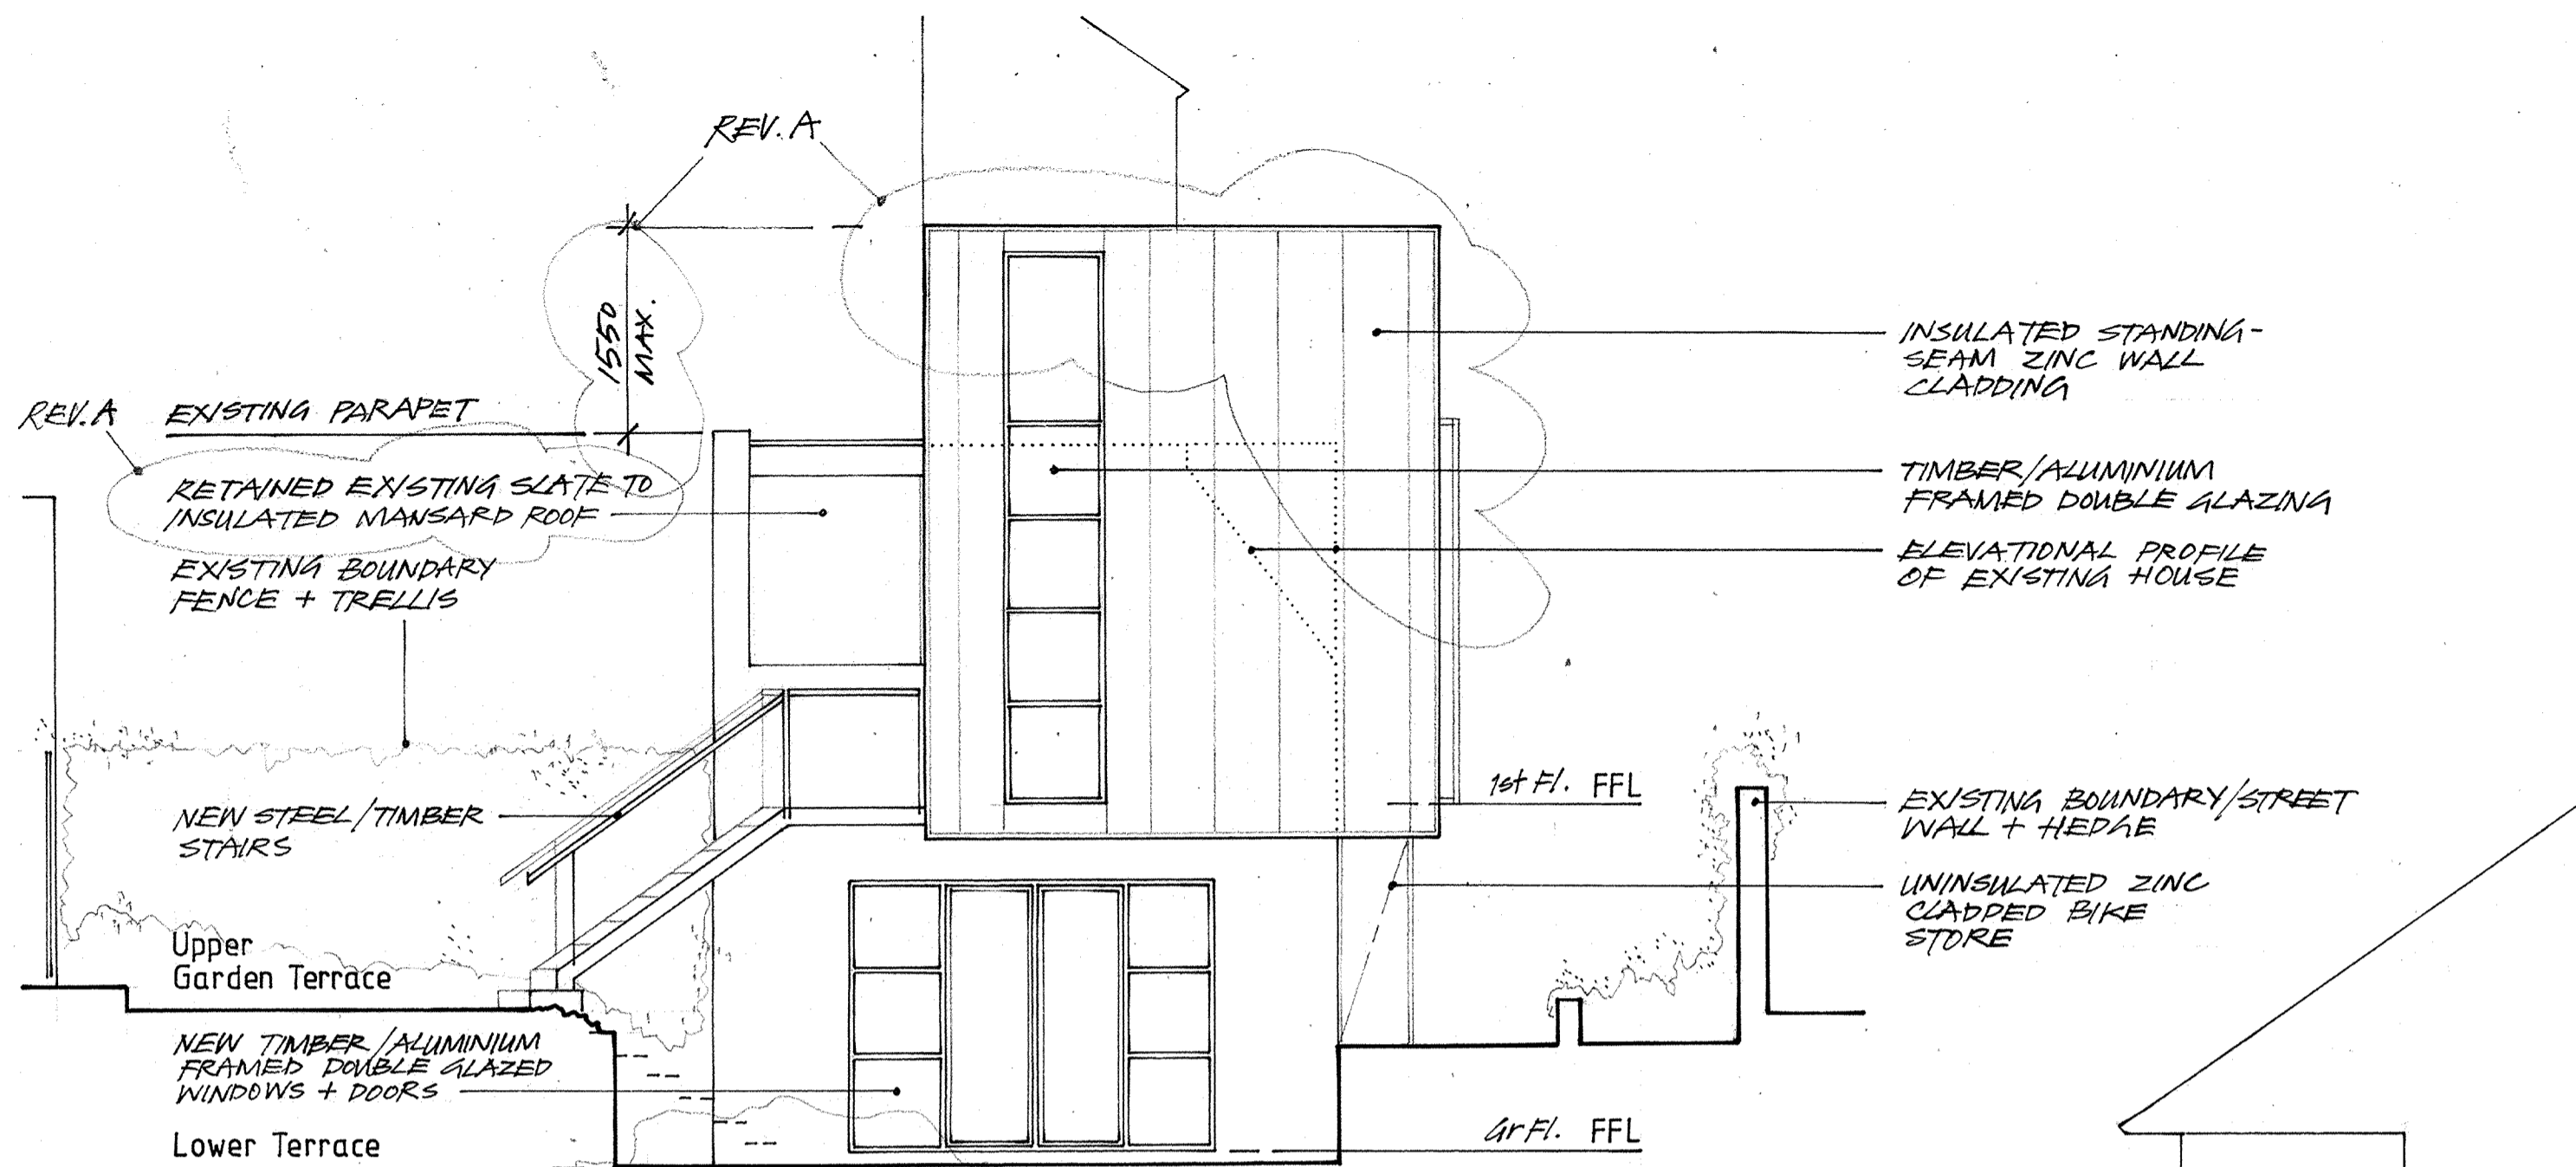 REV. A
1550
MAX.
REV. A
EXISTING PARAPET
RETAINED EXISTING SLATE TO
INSULATED MANSARD ROOF
EXISTING BOUNDARY
FENCE + TRELLIS
NEW STEEL/TIMBER
STAIRS
Upper
Garden Terrace
NEW TIMBER/ALUMINIUM
FRAMED DOUBLE GLAZED
WINDOWS + DOORS
Lower Terrace
INSULATED STANDING-
SEAM ZINC WALL
CLADDING
TIMBER/ALUMINIUM
FRAMED DOUBLE GLAZING
ELEVATIONAL PROFILE
OF EXISTING HOUSE
1st Fl. FFL
EXISTING BOUNDARY/STREET
WALL + HEDGE
UNINSULATED ZINC
CLADDED BIKE
STORE
Gr Fl. FFL